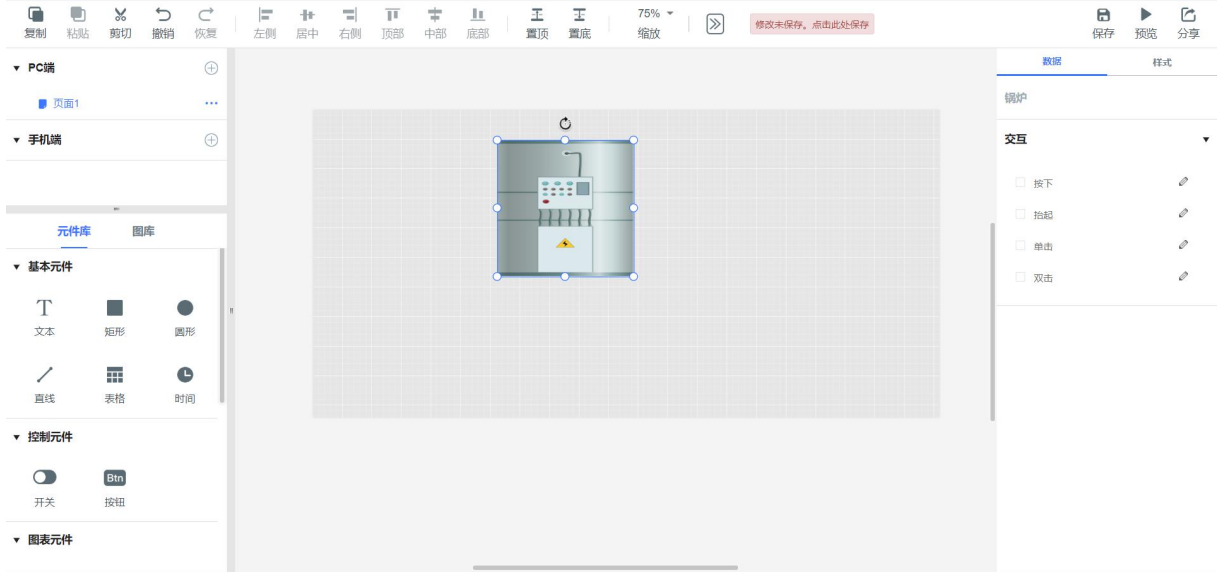 复制 粘贴 剪切 撤销 恢复 左侧 居中 右侧 顶部 中部 底部 置顶 置底 75% 缩放 修改未保存。点击此处保存 保存 预览 分享
PC端
页面1
手机端
元件库 图库
基本元件
T
文本 矩形 圆形
直线 表格 时间
控制元件
Btn
开关 按钮
图表元件
数据 样式
锅炉
交互
按下
抬起
单击
双击